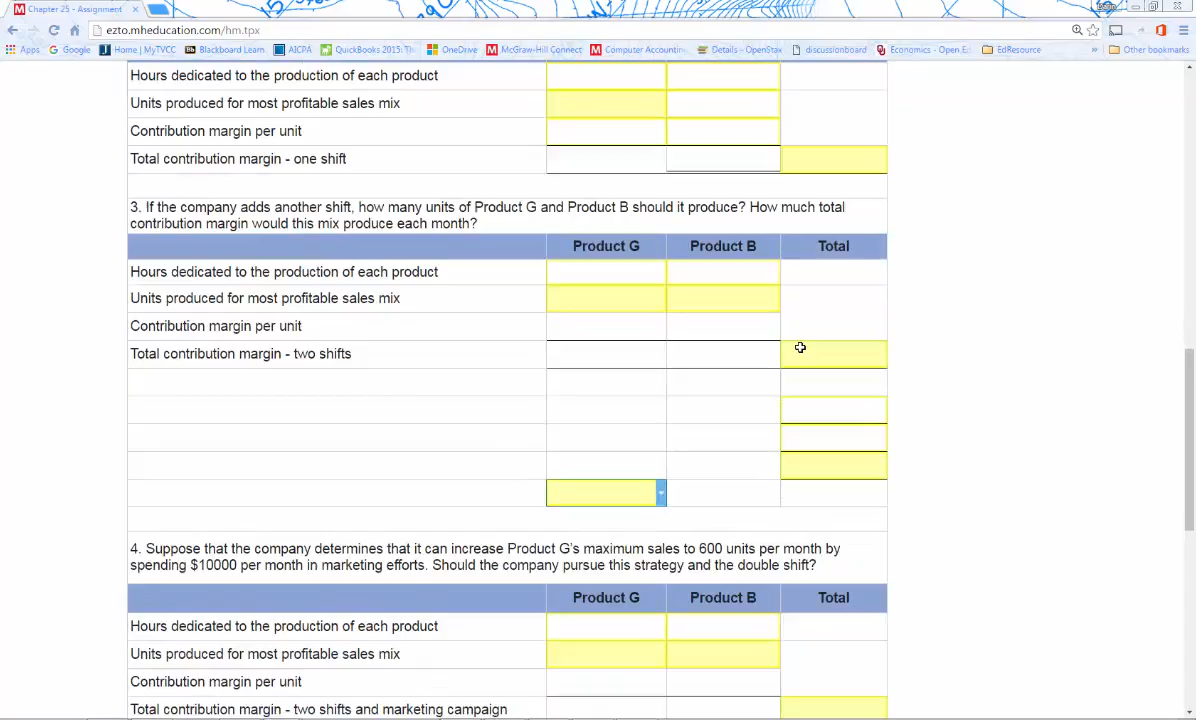 Chapter 25 - Assignment
ezto.mheducation.com/hm.tpx
Apps Google Home | MyTVCC Blackboard Learn AICPA QuickBooks 2015: Th OneDrive McGraw-Hill Connect Computer Accountin Details - OpenStax discussionboard Economics - Open E EdResource » Other bookmarks
Hours dedicated to the production of each product
Units produced for most profitable sales mix
Contribution margin per unit
Total contribution margin - one shift
3. If the company adds another shift, how many units of Product G and Product B should it produce? How much total
contribution margin would this mix produce each month?
Product G Product B Total
Hours dedicated to the production of each product
Units produced for most profitable sales mix
Contribution margin per unit
Total contribution margin - two shifts
4. Suppose that the company determines that it can increase Product G's maximum sales to 600 units per month by
spending $10000 per month in marketing efforts. Should the company pursue this strategy and the double shift?
Product G Product B Total
Hours dedicated to the production of each product
Units produced for most profitable sales mix
Contribution margin per unit
Total contribution margin - two shifts and marketing campaign